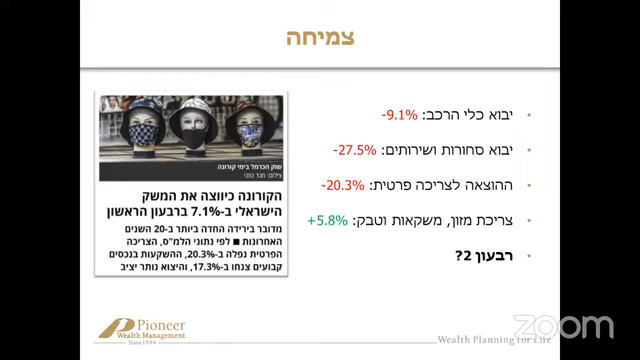 צמיחה
יבוא כלי הרכב: -9.1%
יבוא סחורות ושירותים: -27.5%
ההוצאה לצריכה פרטית: -20.3%
צריכת מזון, משקאות וטבק: +5.8%
רבעון 2?
שוק הכרמל בימי קורונה
צילום: מגד גוזני
הקורונה כיווצה את המשק
הישראלי ב-7.1% ברבעון הראשון
מדובר בירידה החדה ביותר ב-20 השנים
האחרונות ■ לפי נתוני הלמ"ס, הצריכה
הפרטית נפלה ב-20.3%, ההשקעות בנכסים
קבועים צנחו ב-17.3%, והיצוא נותר יציב
Pioneer
Wealth Management
Since 1984
Wealth Planning for Life
zoom